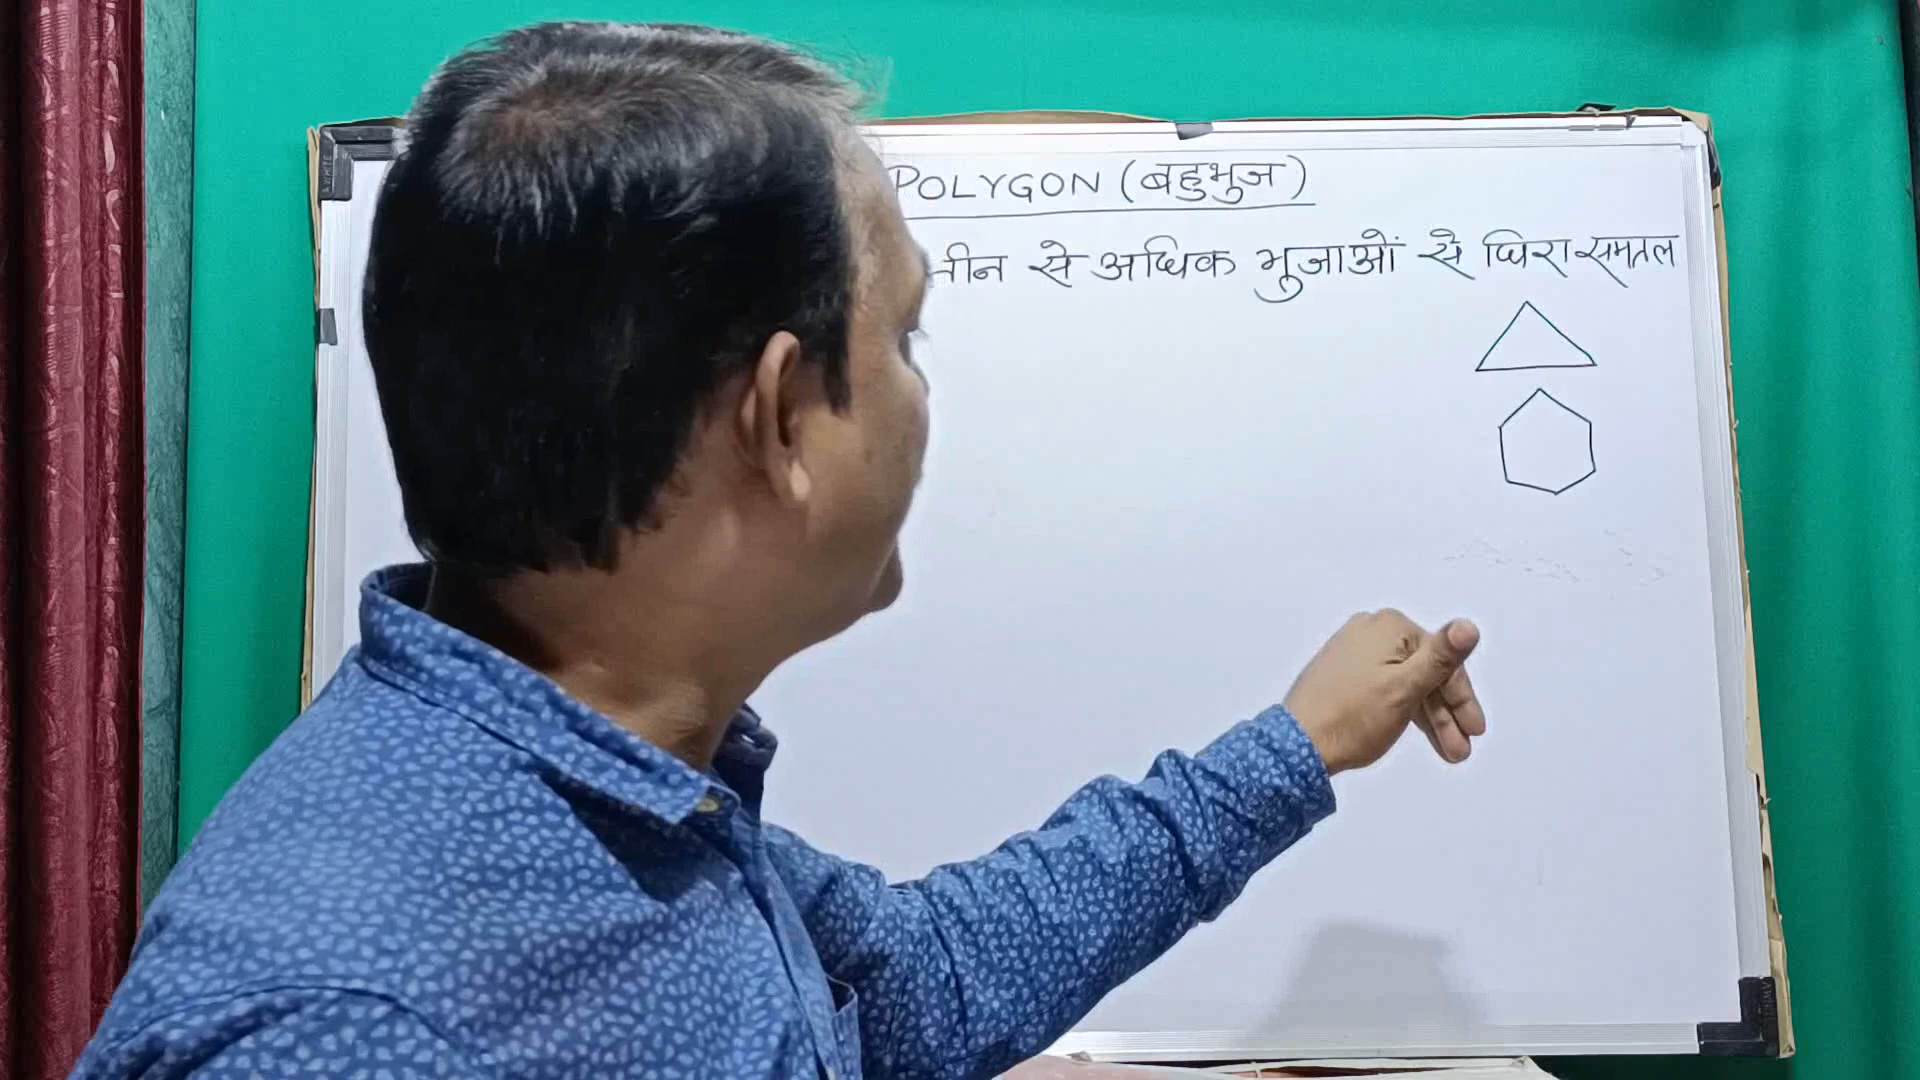 POLYGON (बहुभुज)
तीन से अधिक भुजाओं से घिरा समतल